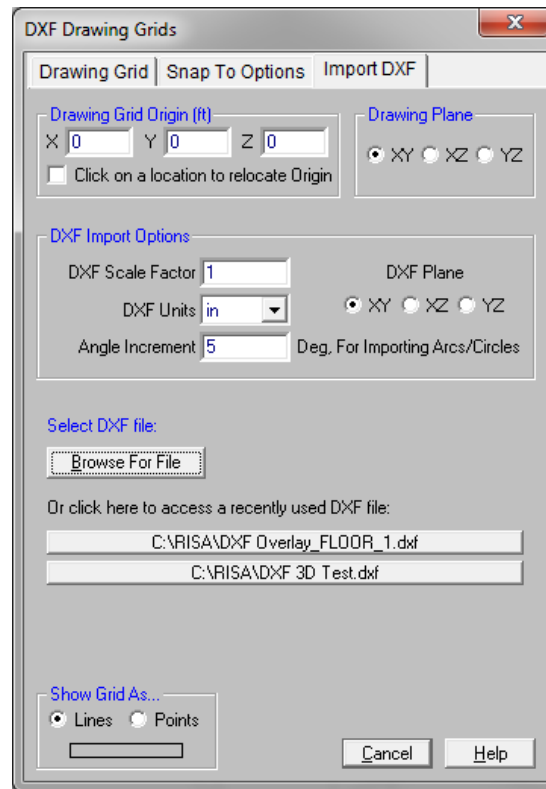 DXF Drawing Grids
Drawing Grid Snap To Options Import DXF
Drawing Grid Origin (ft)
X 0 Y 0 Z 0
Click on a location to relocate Origin
Drawing Plane
XY XZ YZ
DXF Import Options
DXF Scale Factor 1
DXF Units in
Angle Increment 5 Deg, For Importing Arcs/Circles
DXF Plane
XY XZ YZ
Select DXF file:
Browse For File
Or click here to access a recently used DXF file:
C:\RISA\DXF Overlay_FLOOR_1.dxf
C:\RISA\DXF 3D Test.dxf
Show Grid As...
Lines Points
Cancel Help